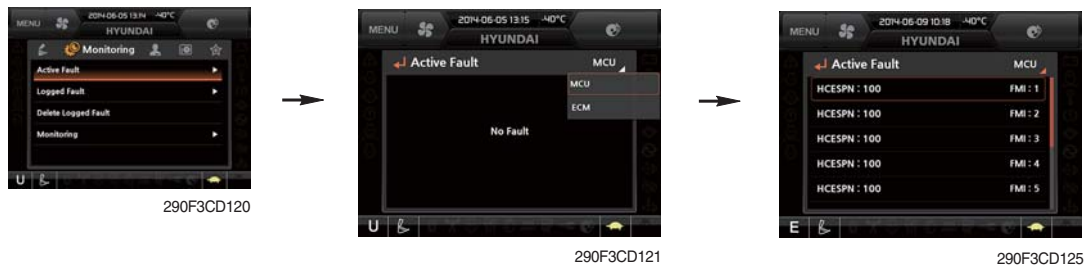 MENU
2014-06-05 13:14 -40°C
HYUNDAI
Monitoring
Active Fault
Logged Fault
Delete Logged Fault
Monitoring
U
290F3CD120
MENU
2014-06-05 13:15 -40°C
HYUNDAI
Active Fault MCU
MCU
ECM
No Fault
U
290F3CD121
MENU
2014-06-09 10:18 -40°C
HYUNDAI
Active Fault MCU
HCESPN : 100 FMI : 1
HCESPN : 100 FMI : 2
HCESPN : 100 FMI : 3
HCESPN : 100 FMI : 4
HCESPN : 100 FMI : 5
E
290F3CD125